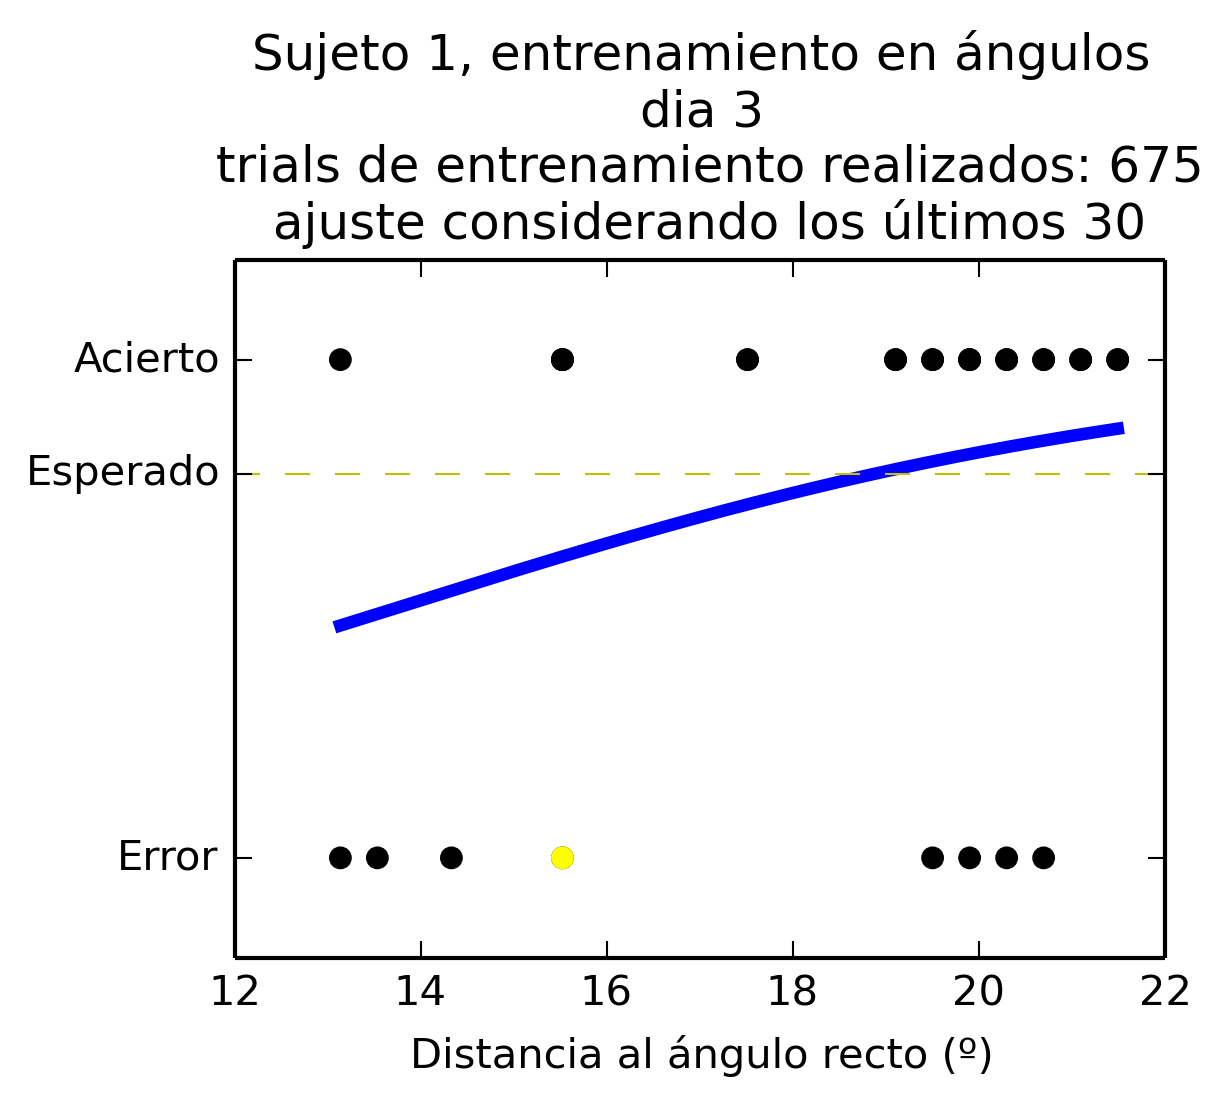 Sujeto 1, entrenamiento en ángulos
dia 3
trials de entrenamiento realizados: 675
ajuste considerando los últimos 30
Acierto
Esperado
Error
12 14 16 18 20 22
Distancia al ángulo recto (º)